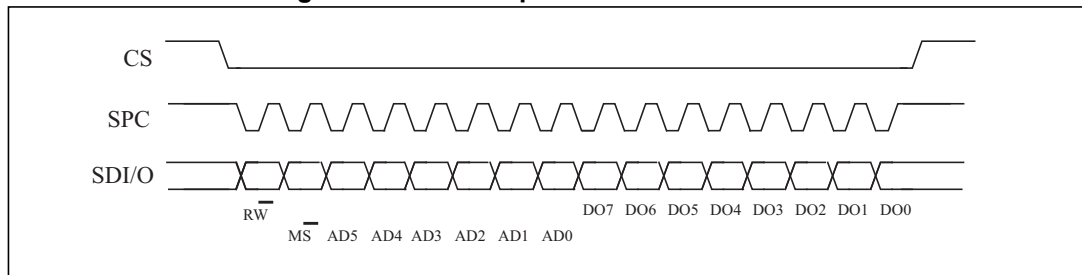 CS
SPC
SDI/O
RW DO7 DO6 DO5 DO4 DO3 DO2 DO1 DO0
MS AD5 AD4 AD3 AD2 AD1 AD0